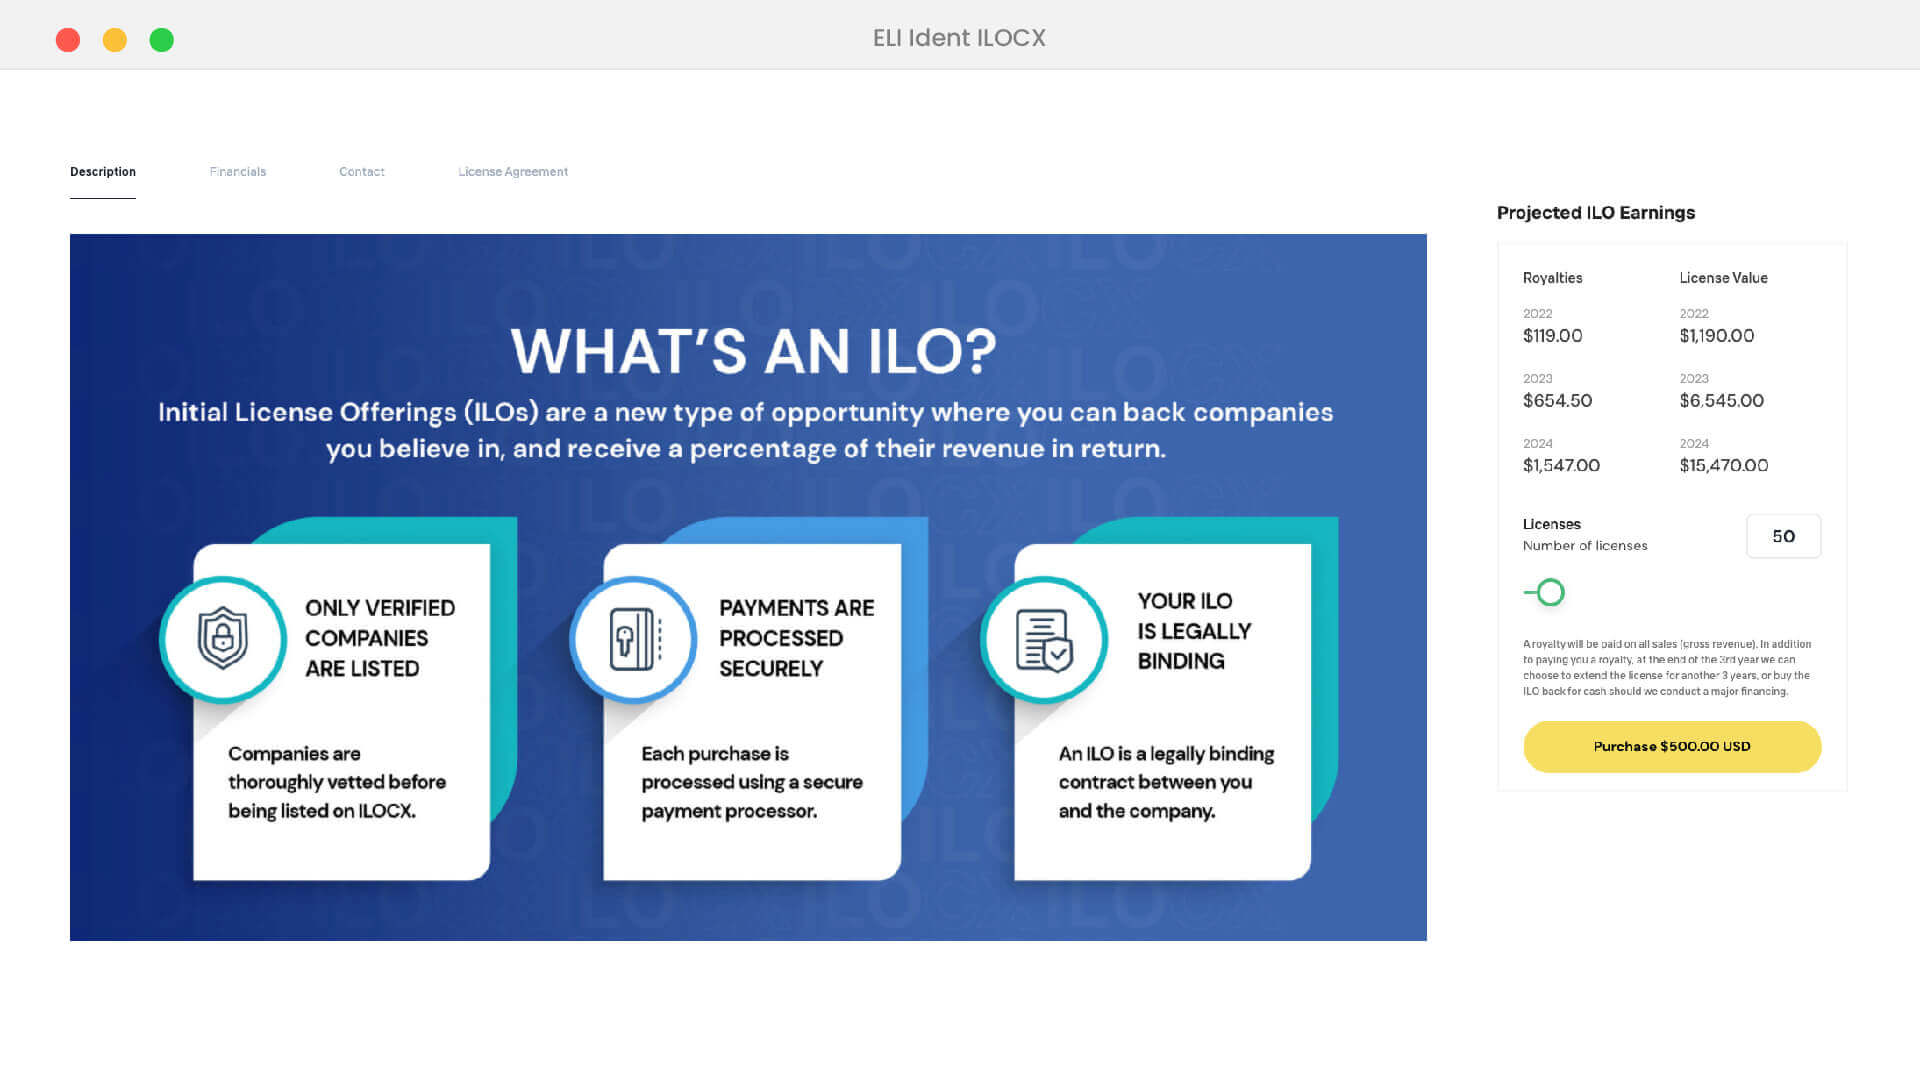 ELI Ident ILOCX
Description
Financials
Contact
License Agreement
WHAT'S AN ILO?
Initial License Offerings (ILOs) are a new type of opportunity where you can back companies
you believe in, and receive a percentage of their revenue in return.
ONLY VERIFIED
COMPANIES
ARE LISTED
Companies are
thoroughly vetted before
being listed on ILOCX.
PAYMENTS ARE
PROCESSED
SECURELY
Each purchase is
processed using a secure
payment processor.
YOUR ILO
IS LEGALLY
BINDING
An ILO is a legally binding
contract between you
and the company.
Projected ILO Earnings
Royalties
License Value
2022
2022
$119.00
$1,190.00
2023
2023
$654.50
$6,545.00
2024
2024
$1,547.00
$15,470.00
Licenses
Number of licenses
50
A royalty will be paid on all sales (gross revenue). In addition
to paying you a royalty, at the end of the 3rd year we can
choose to extend the license for another 3 years, or buy the
ILO back for cash should we conduct a major financing.
Purchase $500.00 USD